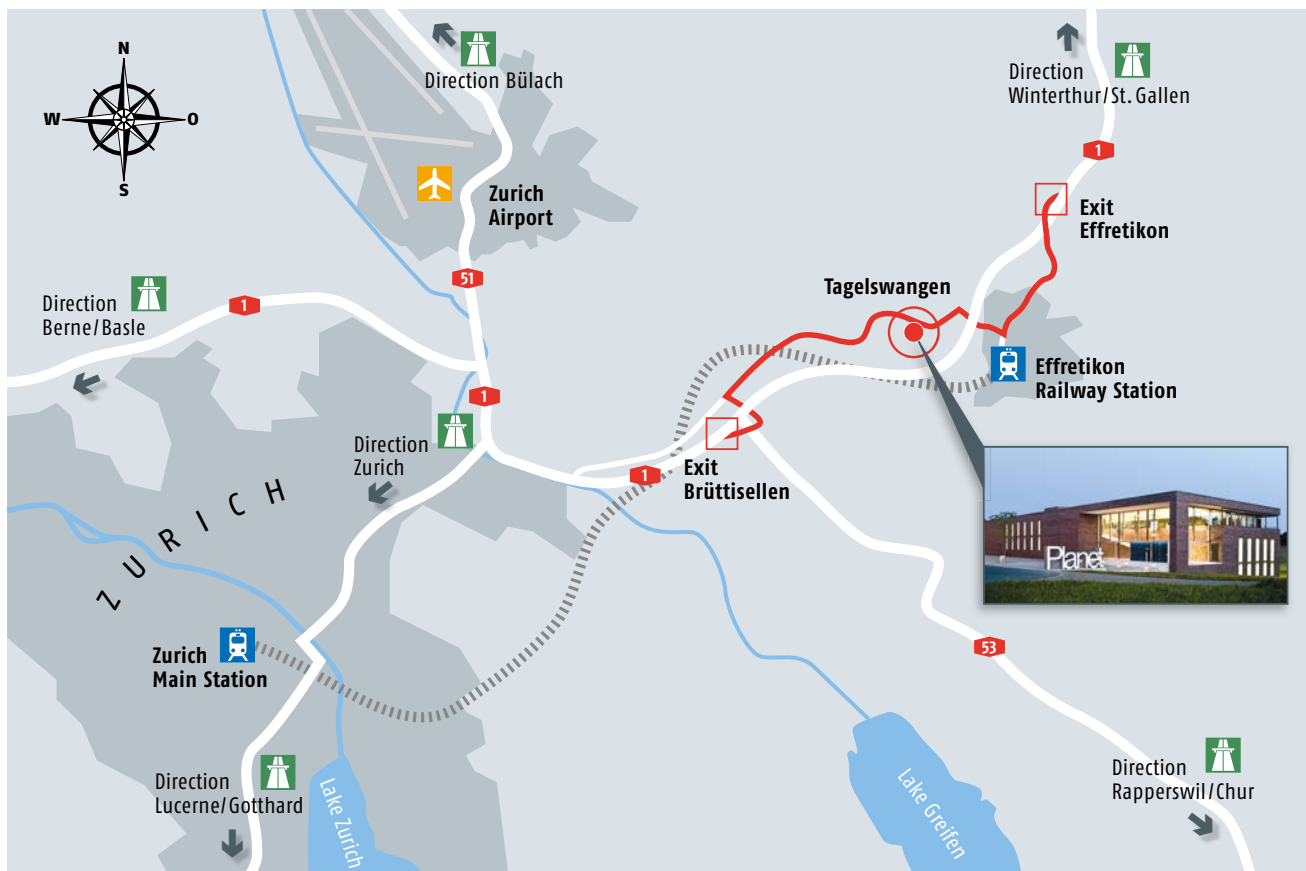 N
W
O
S
Direction Bülach
Direction
Winterthur/St. Gallen
1
Zurich
Airport
Exit
Effretikon
51
Tagelswangen
Direction
Berne/Basle
1
Effretikon
Railway Station
1
Direction
Zurich
Exit
Brüttisellen
1
ZURICH
Planet
Zurich
Main Station
53
Direction
Lucerne/Gotthard
Lake Zurich
Lake Greifen
Direction
Rapperswil/Chur